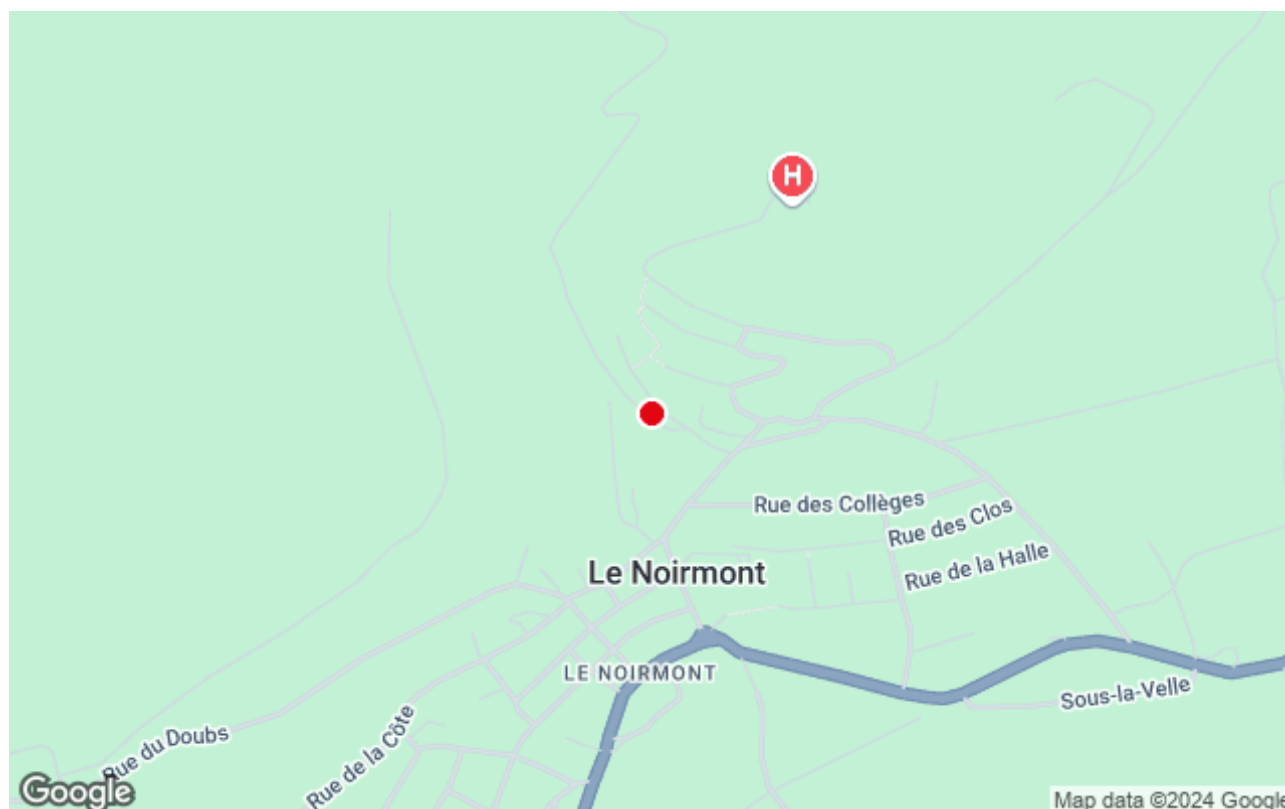 H
Rue des Collèges
Rue des Clos
Rue de la Halle
Le Noirmont
LE NOIRMONT
Sous-la-Velle
Rue du Doubs
Rue de la Côte
Google
Map data ©2024 Google